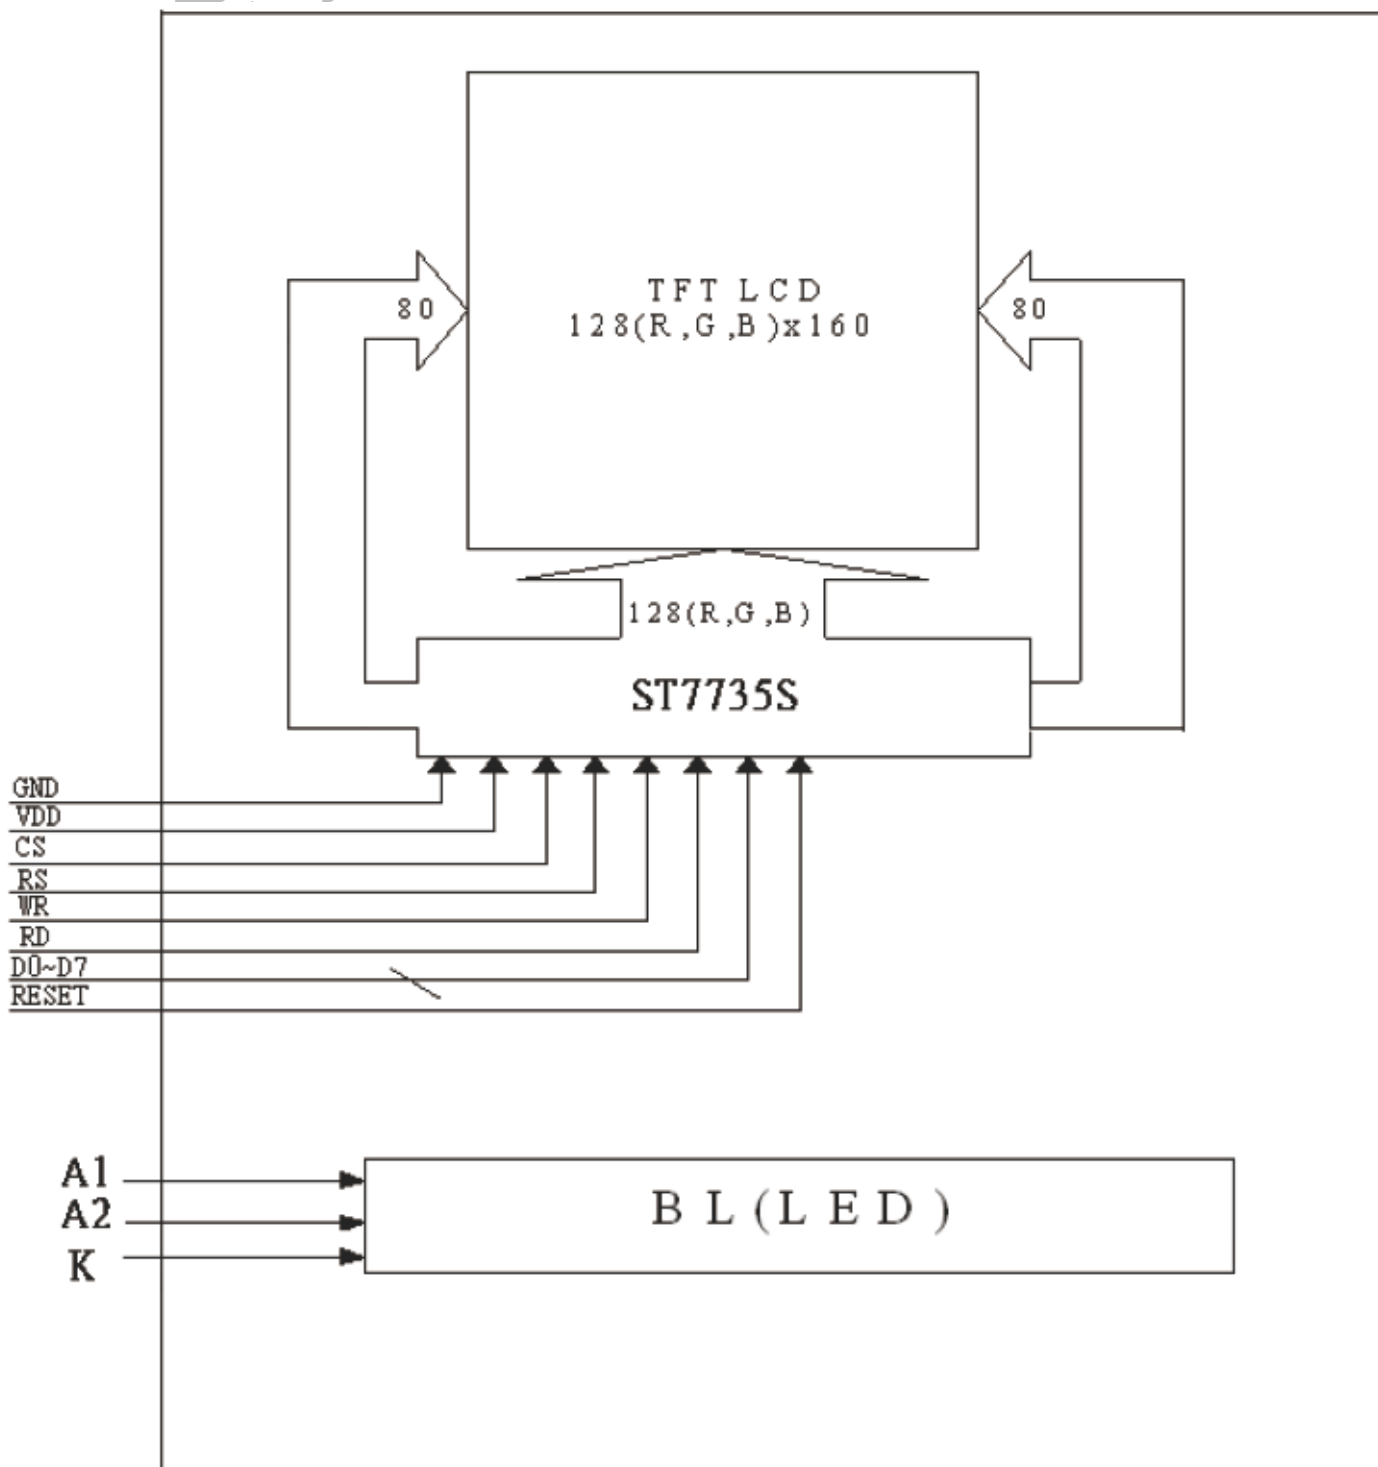 TFT LCD
128(R,G,B)x160
80
80
128(R,G,B)
ST7735S
GND
VDD
CS
RS
WR
RD
D0~D7
RESET
A1
A2
K
BL(LED)